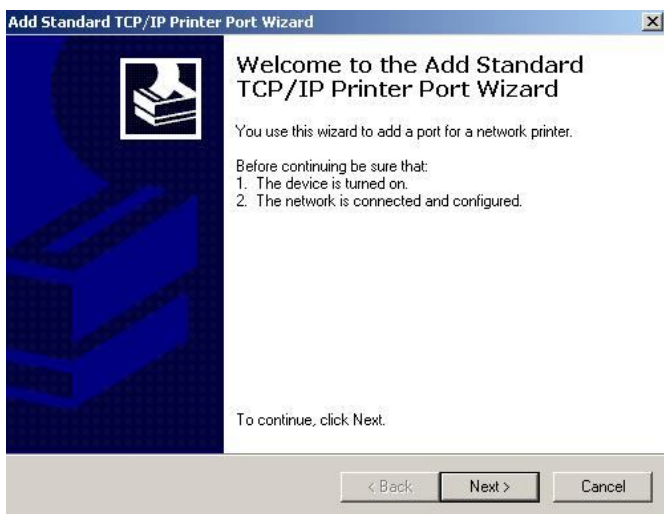 Add Standard TCP/IP Printer Port Wizard
Welcome to the Add Standard
TCP/IP Printer Port Wizard
You use this wizard to add a port for a network printer.
Before continuing be sure that:
1. The device is turned on.
2. The network is connected and configured.
To continue, click Next.
< Back Next > Cancel